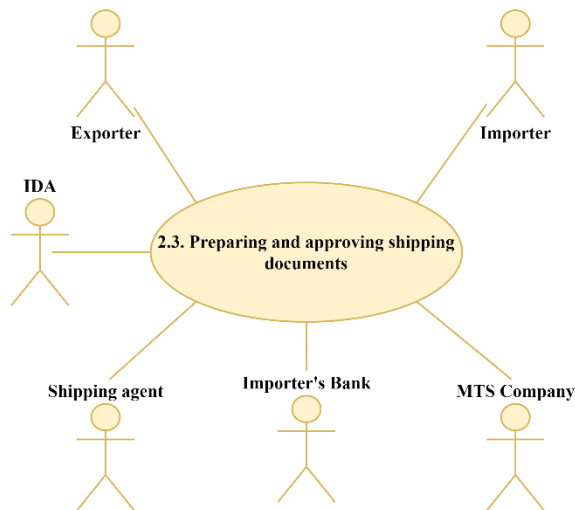 Exporter
Importer
IDA
2.3. Preparing and approving shipping
documents
Shipping agent
Importer's Bank
MTS Company